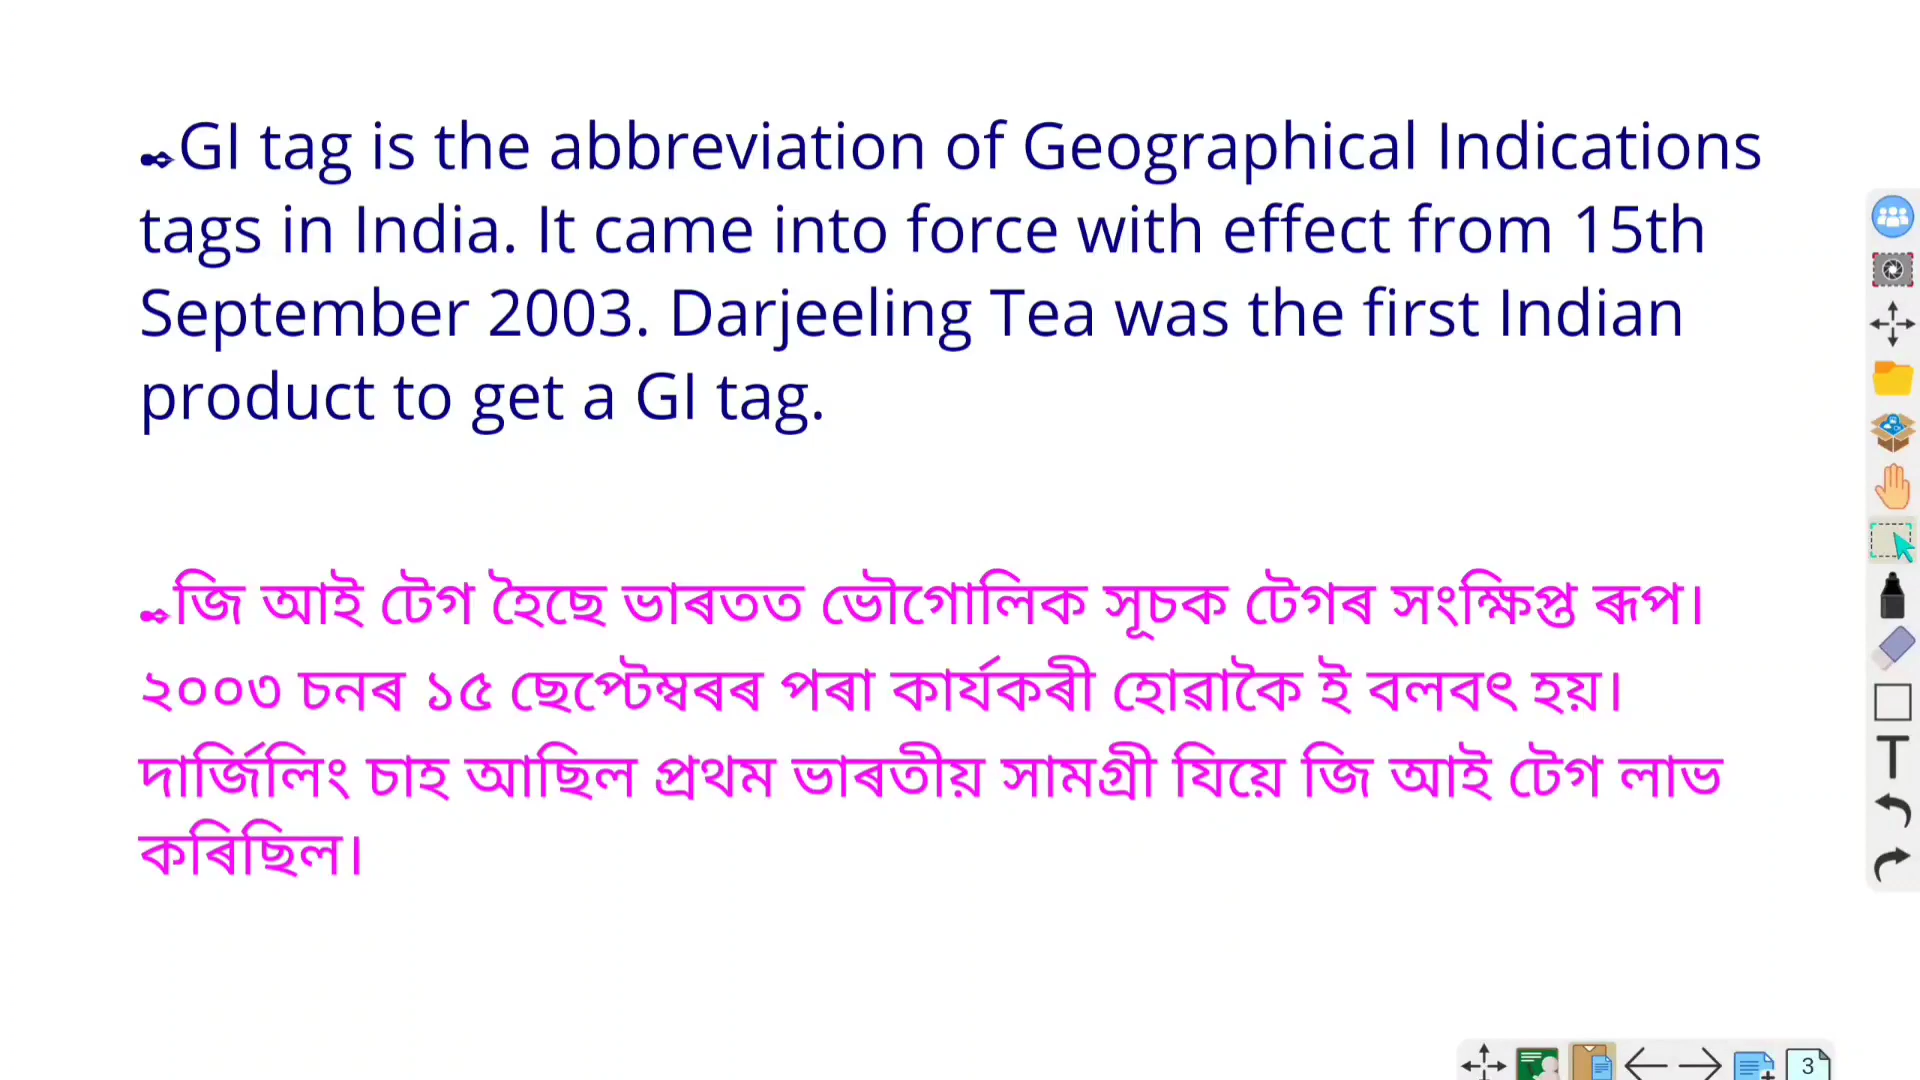 ✒GI tag is the abbreviation of Geographical Indications
tags in India. It came into force with effect from 15th
September 2003. Darjeeling Tea was the first Indian
product to get a GI tag.
✒জি আই টেগ হৈছে ভাৰতত ভৌগোলিক সূচক টেগৰ সংক্ষিপ্ত ৰূপ।
২০০৩ চনৰ ১৫ ছেপ্টেম্বৰৰ পৰা কাৰ্যকৰী হোৱাকৈ ই বলবৎ হয়।
দাৰ্জিলিং চাহ আছিল প্ৰথম ভাৰতীয় সামগ্ৰী যিয়ে জি আই টেগ লাভ
কৰিছিল।
T
3